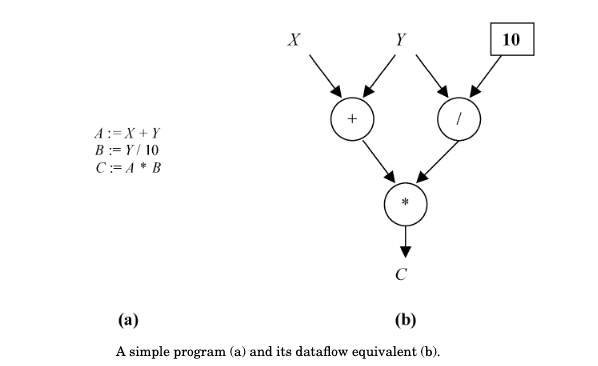 X
Y
10
+
/
A := X + Y
B := Y / 10
C := A * B
*
C
(a)
(b)
A simple program (a) and its dataflow equivalent (b).